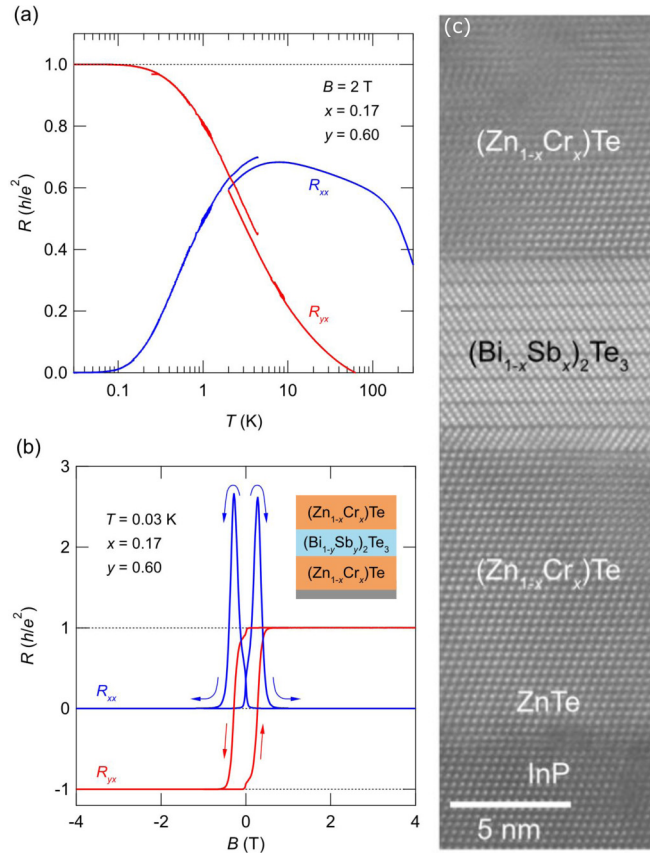 (a)
1.0
0.8
0.6
0.4
0.2
0.0
R (h/e²)
B = 2 T
x = 0.17
y = 0.60
Rxx
Ryx
0.1
1
10
100
T (K)
(b)
3
2
1
0
-1
R (h/e²)
T = 0.03 K
x = 0.17
y = 0.60
(Zn1-xCrx)Te
(Bi1-ySby)2Te3
(Zn1-xCrx)Te
Rxx
Ryx
-4
-2
0
2
4
B (T)
(c)
(Zn1-xCrx)Te
(Bi1-xSbx)2Te3
(Zn1-xCrx)Te
ZnTe
InP
5 nm